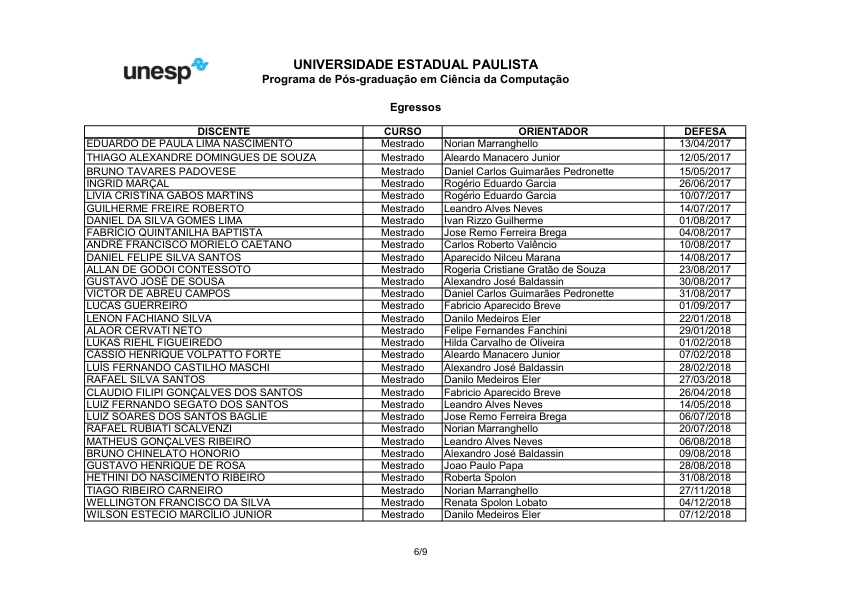 unesp
UNIVERSIDADE ESTADUAL PAULISTA
Programa de Pós-graduação em Ciência da Computação
Egressos
DISCENTE CURSO ORIENTADOR DEFESA
EDUARDO DE PAULA LIMA NASCIMENTO Mestrado Norian Marranghello 13/04/2017
THIAGO ALEXANDRE DOMINGUES DE SOUZA Mestrado Aleardo Manacero Junior 12/05/2017
BRUNO TAVARES PADOVESE Mestrado Daniel Carlos Guimarães Pedronette 15/05/2017
INGRID MARÇAL Mestrado Rogério Eduardo Garcia 26/06/2017
LIVIA CRISTINA GABOS MARTINS Mestrado Rogério Eduardo Garcia 10/07/2017
GUILHERME FREIRE ROBERTO Mestrado Leandro Alves Neves 14/07/2017
DANIEL DA SILVA GOMES LIMA Mestrado Ivan Rizzo Guilherme 01/08/2017
FABRÍCIO QUINTANILHA BAPTISTA Mestrado Jose Remo Ferreira Brega 04/08/2017
ANDRÉ FRANCISCO MORIELO CAETANO Mestrado Carlos Roberto Valêncio 10/08/2017
DANIEL FELIPE SILVA SANTOS Mestrado Aparecido Nilceu Marana 14/08/2017
ALLAN DE GODOI CONTESSOTO Mestrado Rogeria Cristiane Gratão de Souza 23/08/2017
GUSTAVO JOSÉ DE SOUSA Mestrado Alexandro José Baldassin 30/08/2017
VICTOR DE ABREU CAMPOS Mestrado Daniel Carlos Guimarães Pedronette 31/08/2017
LUCAS GUERREIRO Mestrado Fabricio Aparecido Breve 01/09/2017
LENON FACHIANO SILVA Mestrado Danilo Medeiros Eler 22/01/2018
ALAOR CERVATI NETO Mestrado Felipe Fernandes Fanchini 29/01/2018
LUKAS RIEHL FIGUEIREDO Mestrado Hilda Carvalho de Oliveira 01/02/2018
CASSIO HENRIQUE VOLPATTO FORTE Mestrado Aleardo Manacero Junior 07/02/2018
LUÍS FERNANDO CASTILHO MASCHI Mestrado Alexandro José Baldassin 28/02/2018
RAFAEL SILVA SANTOS Mestrado Danilo Medeiros Eler 27/03/2018
CLAUDIO FILIPI GONÇALVES DOS SANTOS Mestrado Fabricio Aparecido Breve 26/04/2018
LUIZ FERNANDO SEGATO DOS SANTOS Mestrado Leandro Alves Neves 14/05/2018
LUIZ SOARES DOS SANTOS BAGLIE Mestrado Jose Remo Ferreira Brega 06/07/2018
RAFAEL RUBIATI SCALVENZI Mestrado Norian Marranghello 20/07/2018
MATHEUS GONÇALVES RIBEIRO Mestrado Leandro Alves Neves 06/08/2018
BRUNO CHINELATO HONORIO Mestrado Alexandro José Baldassin 09/08/2018
GUSTAVO HENRIQUE DE ROSA Mestrado Joao Paulo Papa 28/08/2018
HETHINI DO NASCIMENTO RIBEIRO Mestrado Roberta Spolon 31/08/2018
TIAGO RIBEIRO CARNEIRO Mestrado Norian Marranghello 27/11/2018
WELLINGTON FRANCISCO DA SILVA Mestrado Renata Spolon Lobato 04/12/2018
WILSON ESTECIO MARCÍLIO JUNIOR Mestrado Danilo Medeiros Eler 07/12/2018
6/9